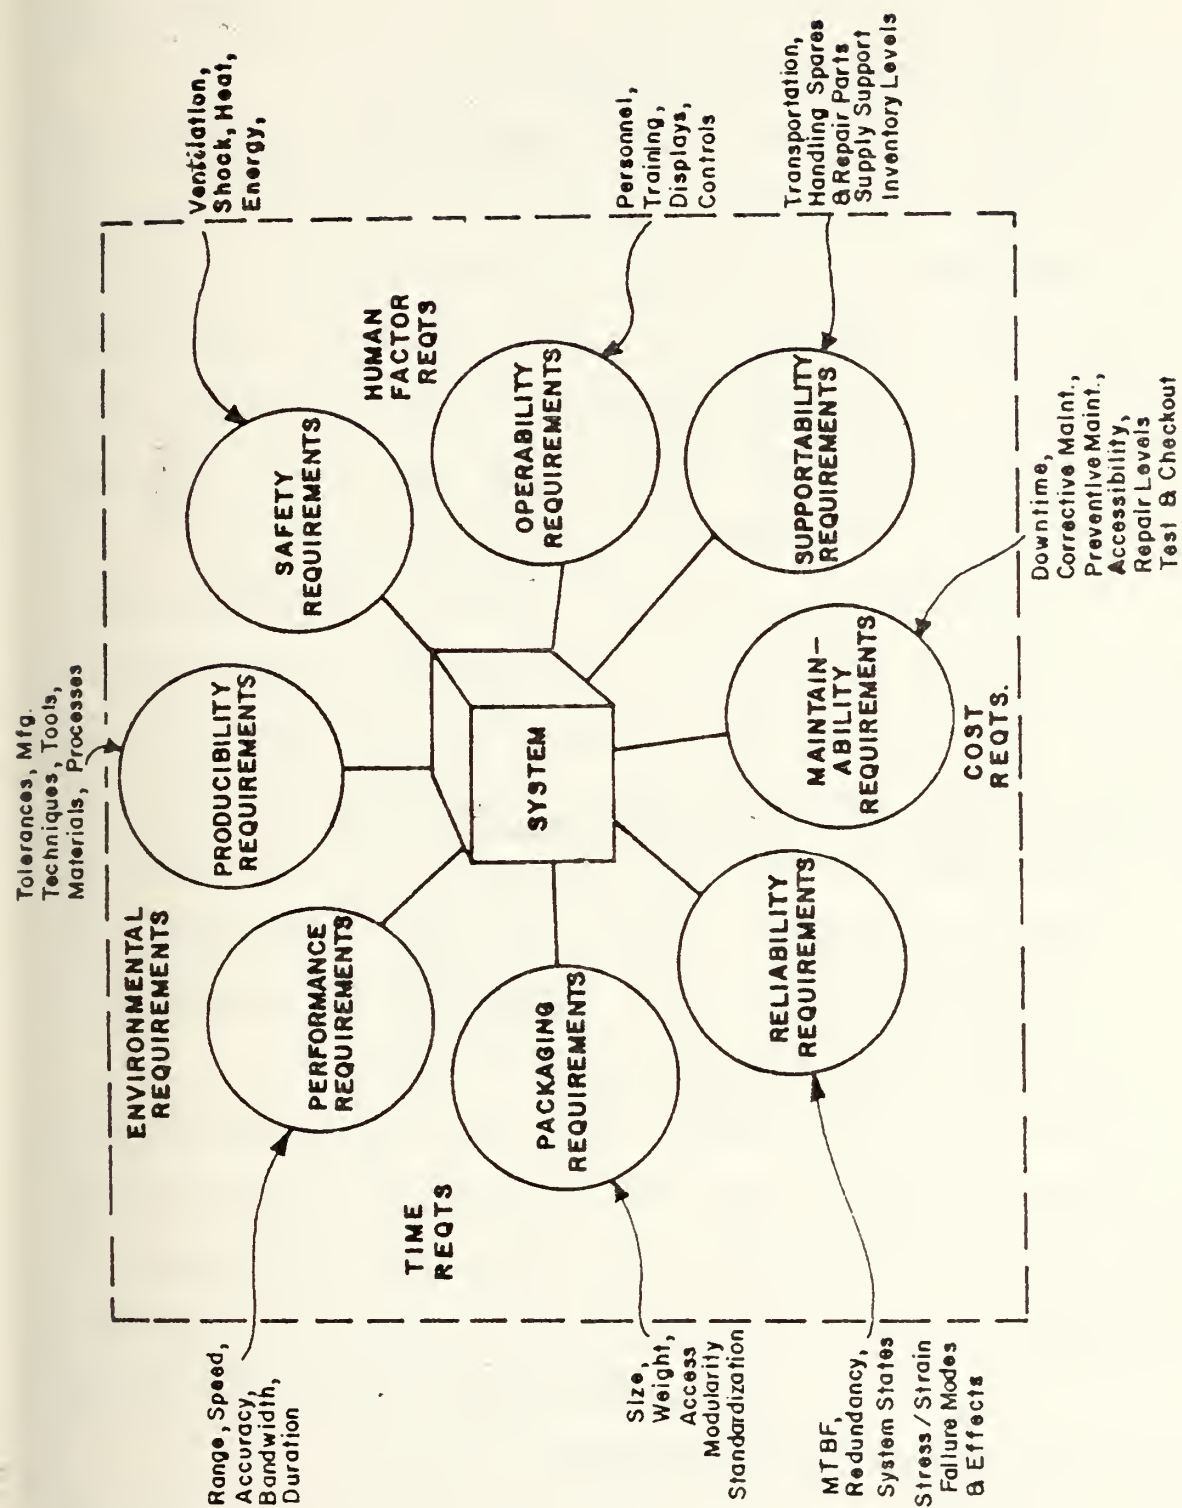 Tolerances, Mfg.
Techniques, Tools,
Materials, Processes
Ventilation,
Shock, Heat,
Energy,
Range, Speed,
Accuracy,
Bandwidth,
Duration
ENVIRONMENTAL
REQUIREMENTS
PRODUCIBILITY
REQUIREMENTS
SAFETY
REQUIREMENTS
PERFORMANCE
REQUIREMENTS
HUMAN
FACTOR
REQTS
TIME
REQTS
SYSTEM
PACKAGING
REQUIREMENTS
OPERABILITY
REQUIREMENTS
Personnel,
Training,
Displays,
Controls
Size,
Weight,
Access
Modularity
Standardization
RELIABILITY
REQUIREMENTS
MAINTAIN-
ABILITY
REQUIREMENTS
SUPPORTABILITY
REQUIREMENTS
Transportation,
Handling Spares
& Repair Parts
Supply Support
Inventory Levels
COST
REQTS.
MTBF,
Redundancy,
System States
Stress / Strain
Failure Modes
& Effects
Downtime,
Corrective Maint.,
Preventive Maint.,
Accessibility,
Repair Levels
Test & Checkout